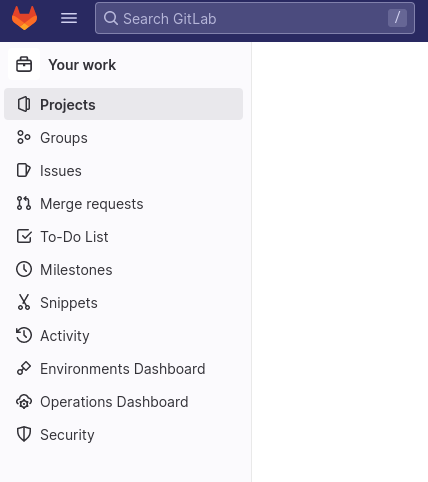 Search GitLab /
Your work
Projects
Groups
Issues
Merge requests
To-Do List
Milestones
Snippets
Activity
Environments Dashboard
Operations Dashboard
Security